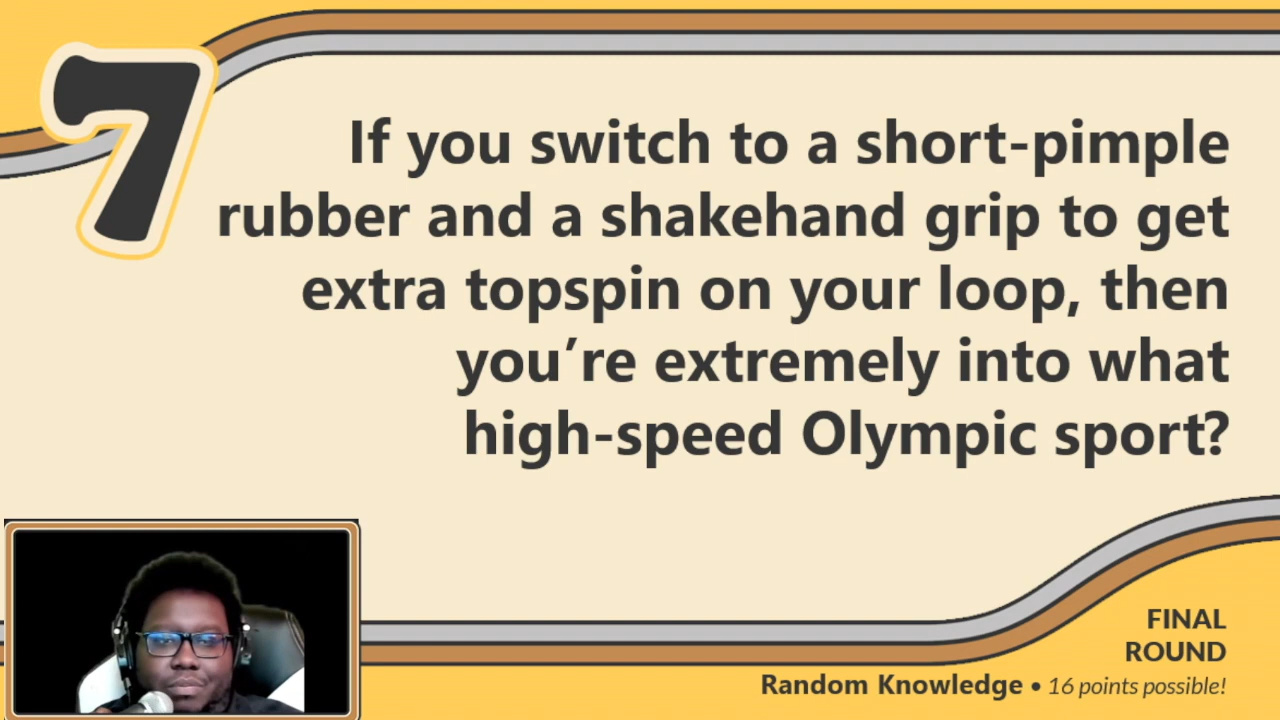 7
If you switch to a short-pimple
rubber and a shakehand grip to get
extra topspin on your loop, then
you’re extremely into what
high-speed Olympic sport?
FINAL
ROUND
Random Knowledge • 16 points possible!